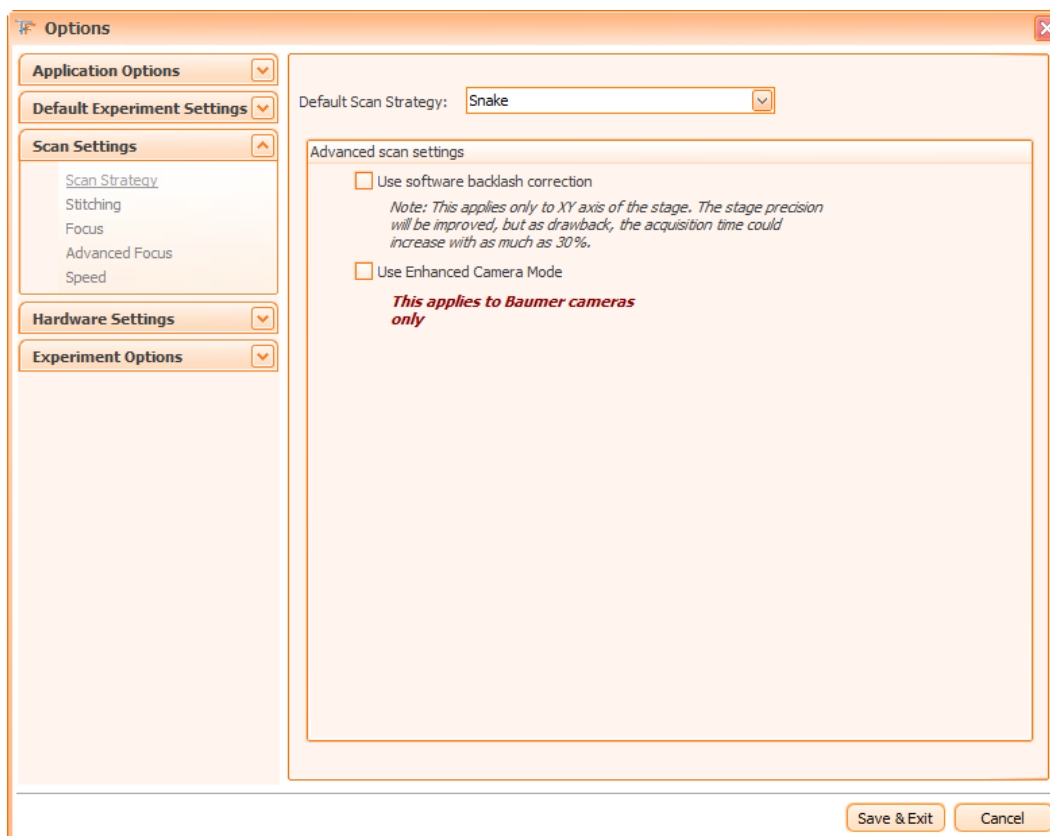 Options
Application Options
Default Experiment Settings
Scan Settings
Scan Strategy
Stitching
Focus
Advanced Focus
Speed
Hardware Settings
Experiment Options
Default Scan Strategy: Snake
Advanced scan settings
Use software backlash correction
Note: This applies only to XY axis of the stage. The stage precision
will be improved, but as drawback, the acquisition time could
increase with as much as 30%.
Use Enhanced Camera Mode
This applies to Baumer cameras
only
Save & Exit Cancel